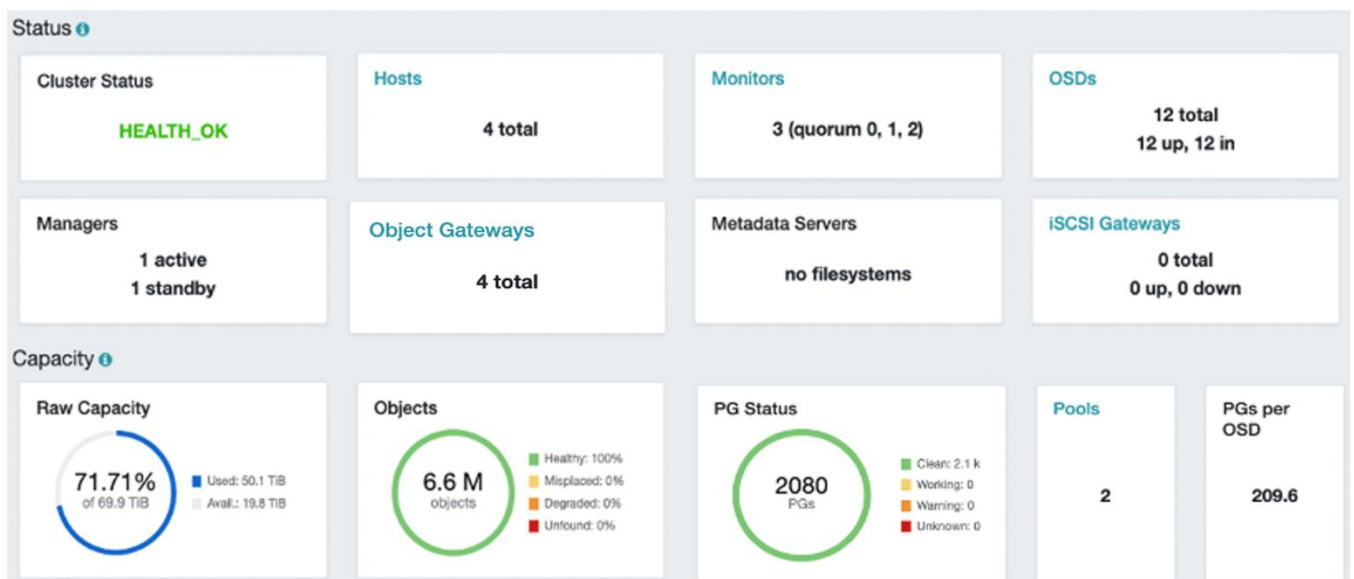 Status
Cluster Status
HEALTH_OK
Hosts
4 total
Monitors
3 (quorum 0, 1, 2)
OSDs
12 total
12 up, 12 in
Managers
1 active
1 standby
Object Gateways
4 total
Metadata Servers
no filesystems
iSCSI Gateways
0 total
0 up, 0 down
Capacity
Raw Capacity
71.71%
of 69.9 TiB
Used: 50.1 TiB
Avail.: 19.8 TiB
Objects
6.6 M
objects
Healthy: 100%
Misplaced: 0%
Degraded: 0%
Unfound: 0%
PG Status
2080
PGs
Clean: 2.1 k
Working: 0
Warning: 0
Unknown: 0
Pools
2
PGs per
OSD
209.6